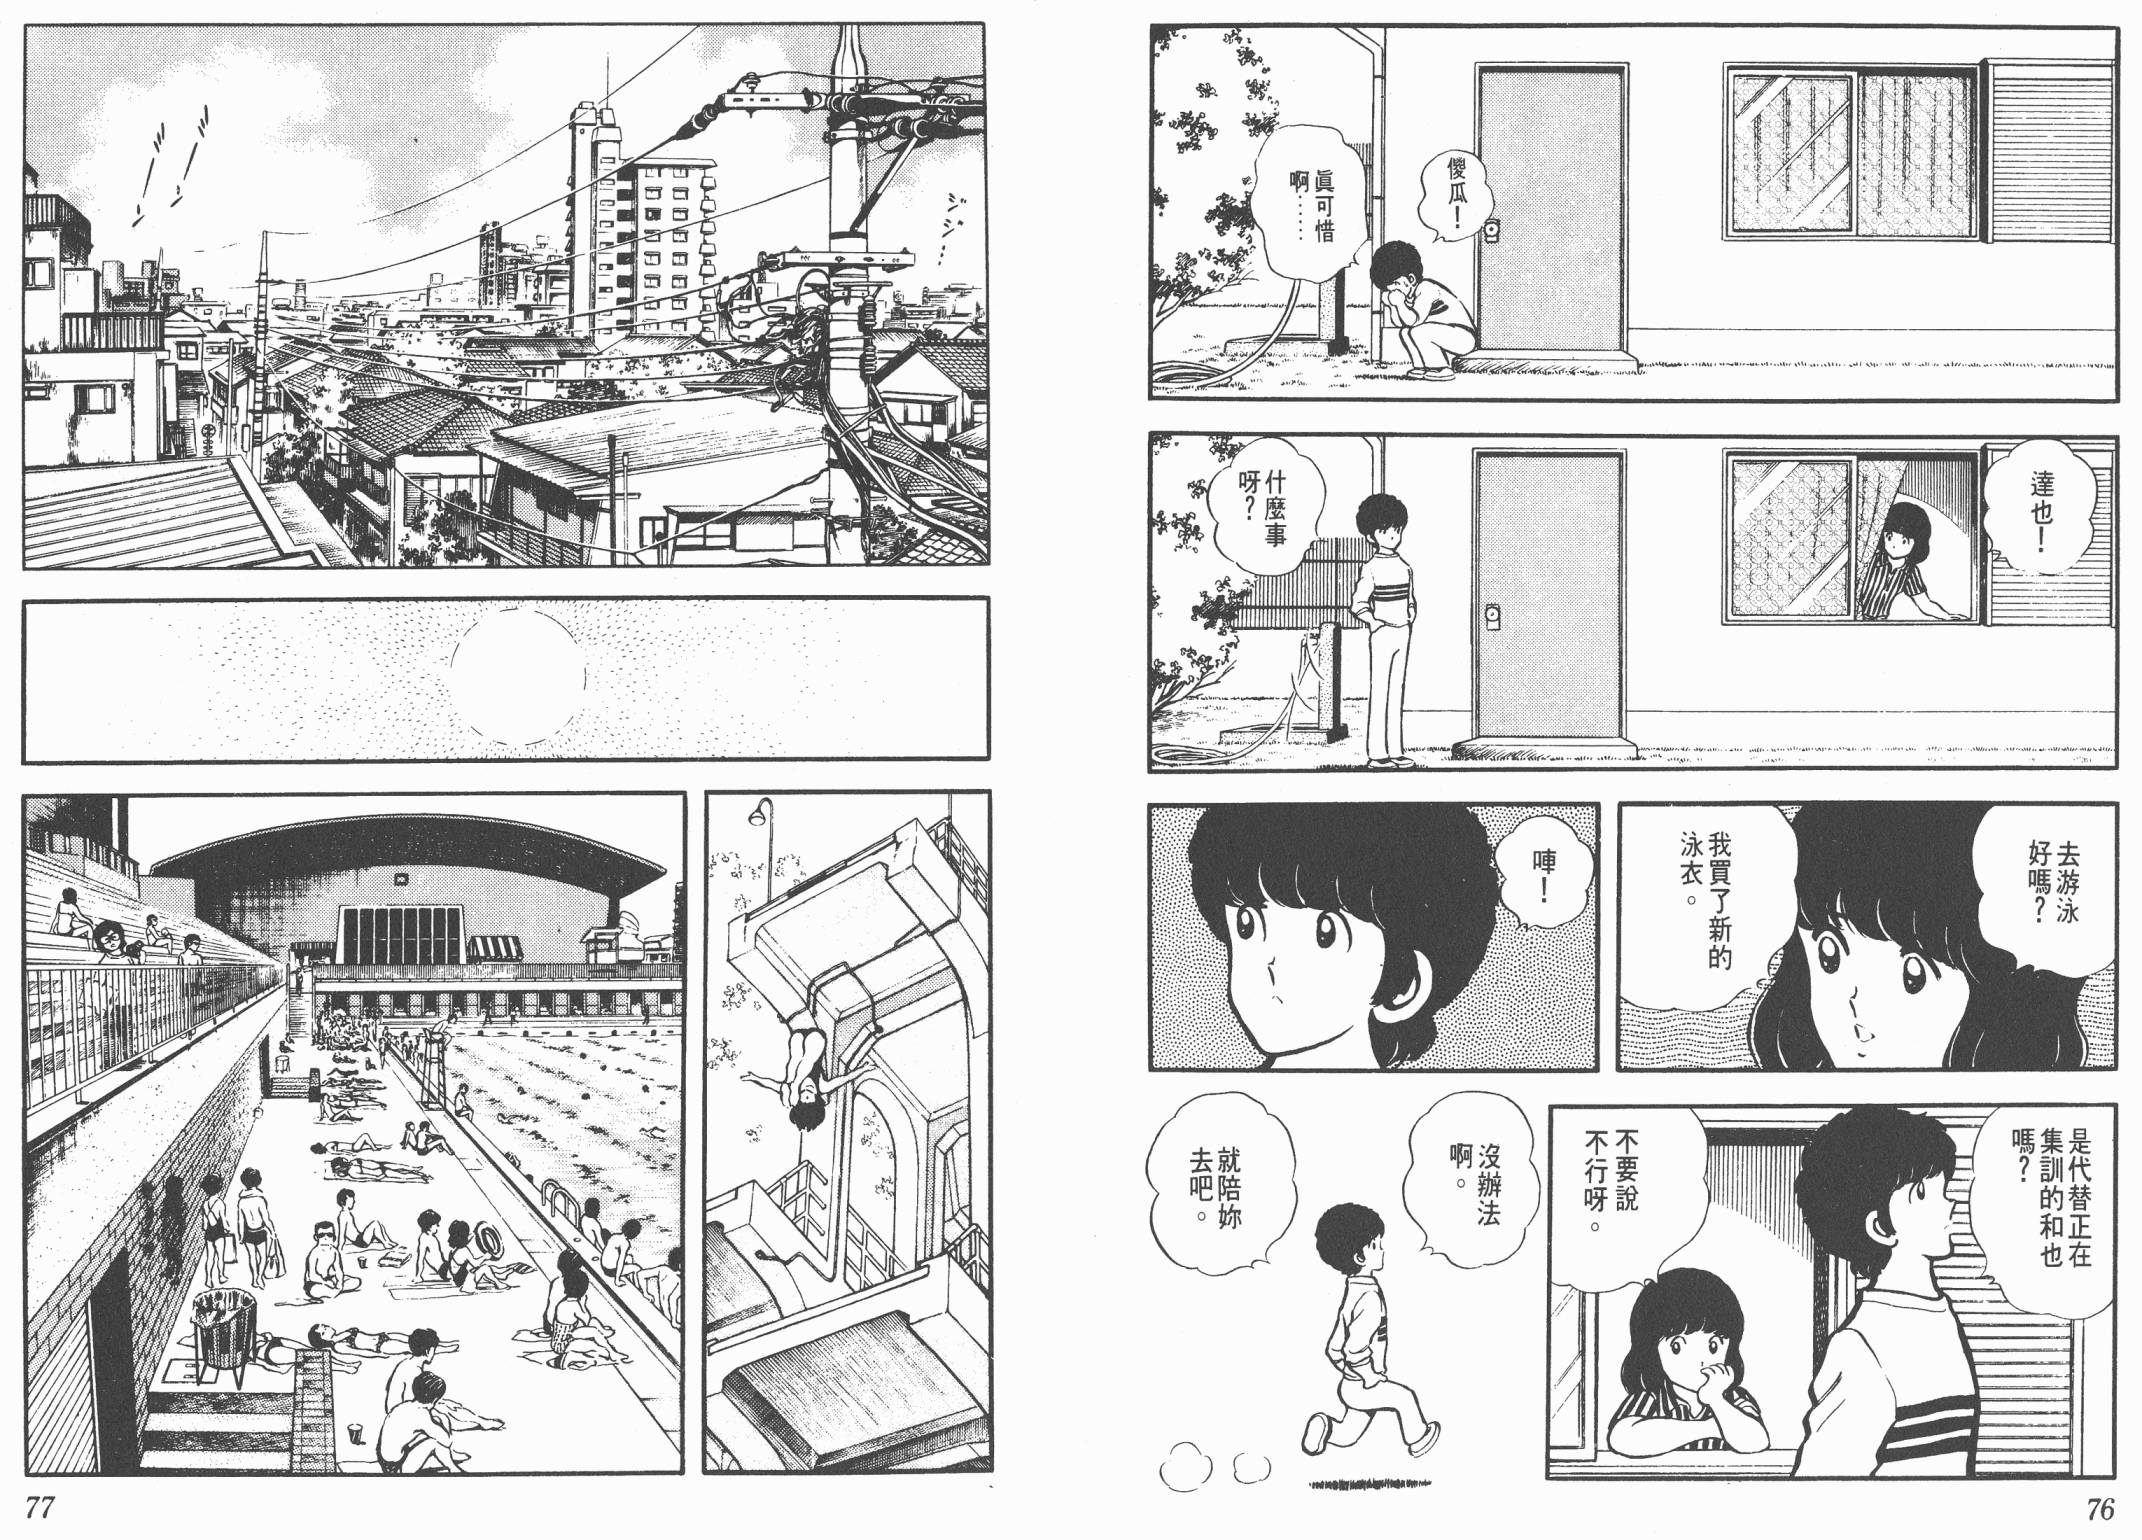 傻瓜！
眞可惜
啊……
達也！
什麼事
呀？
去游泳
好嗎？
我買了新的
泳衣。
唓！
是代替正在
集訓的和也
嗎？
不要說
不行呀。
沒辦法
啊。
就陪妳
去吧。
76
ジジ…
77